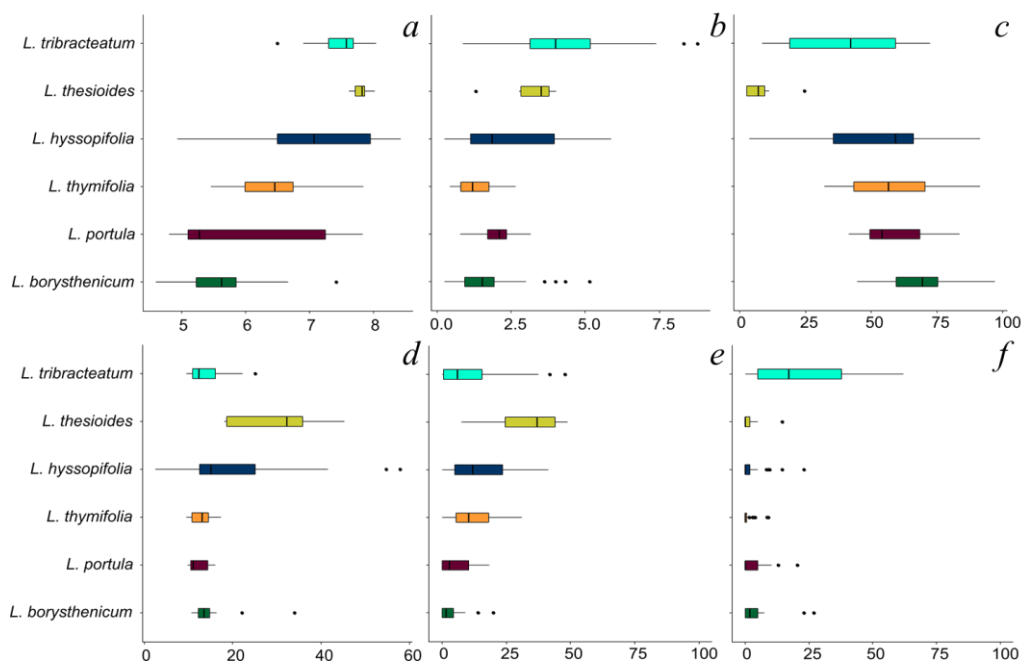 a b c
L. tribracteatum
L. thesioides
L. hyssopifolia
L. thymifolia
L. portula
L. borysthenicum
5 6 7 8 0.0 2.5 5.0 7.5 0 25 50 75 100
d e f
L. tribracteatum
L. thesioides
L. hyssopifolia
L. thymifolia
L. portula
L. borysthenicum
0 20 40 60 0 25 50 75 100 0 25 50 75 100